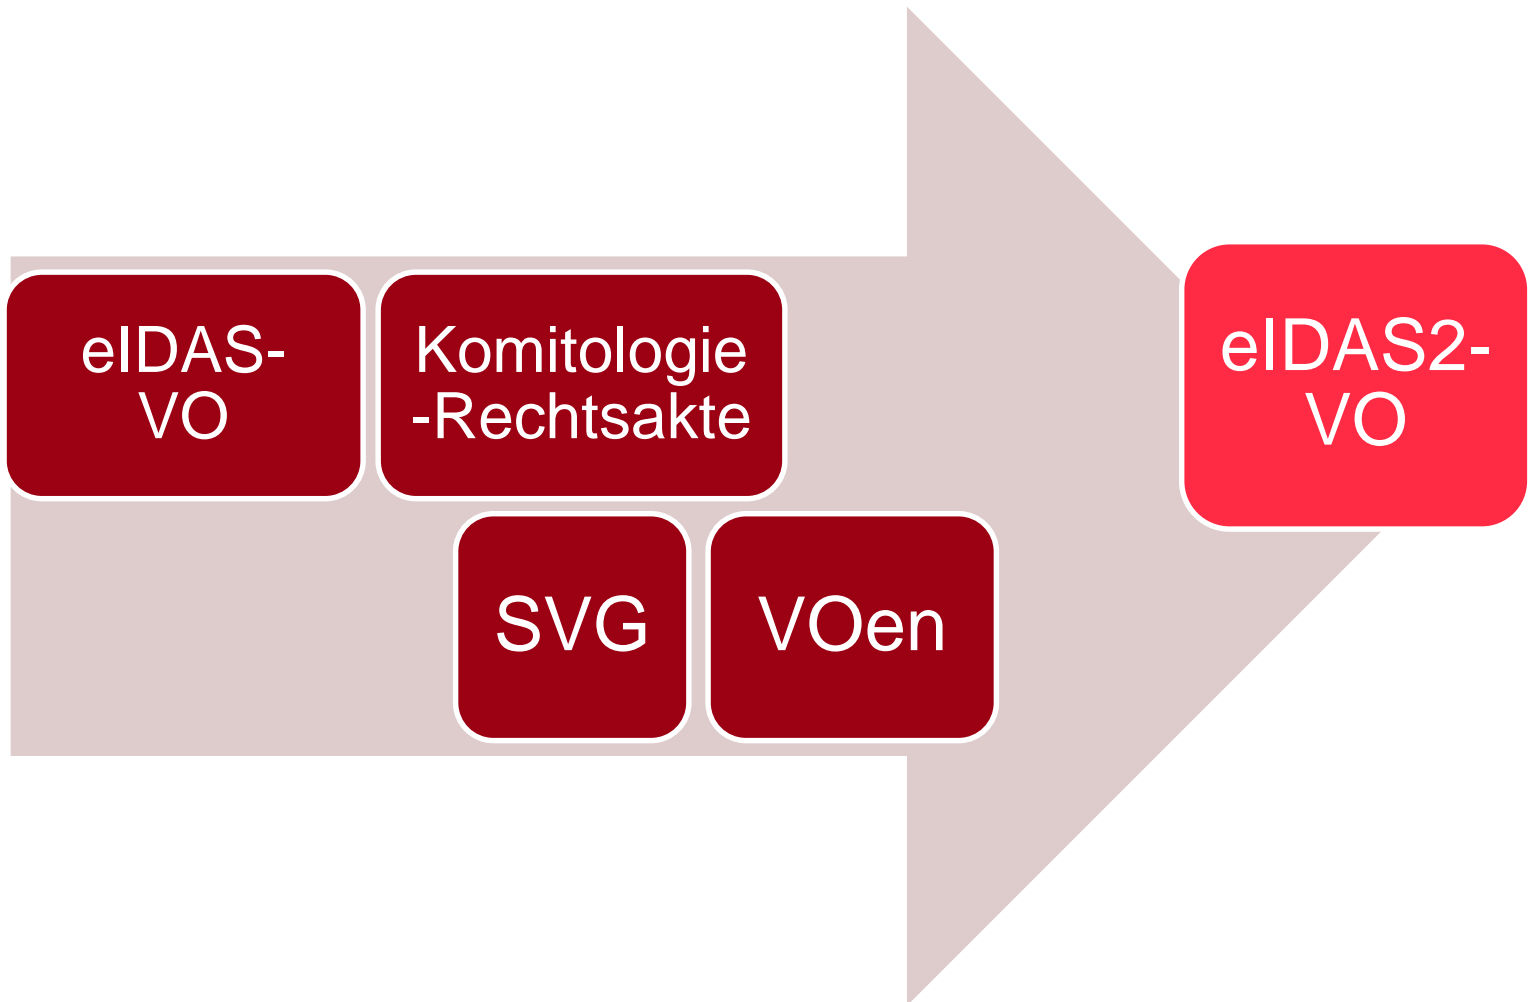 eIDAS-
VO
Komitologie
-Rechtsakte
eIDAS2-
VO
SVG
VOen